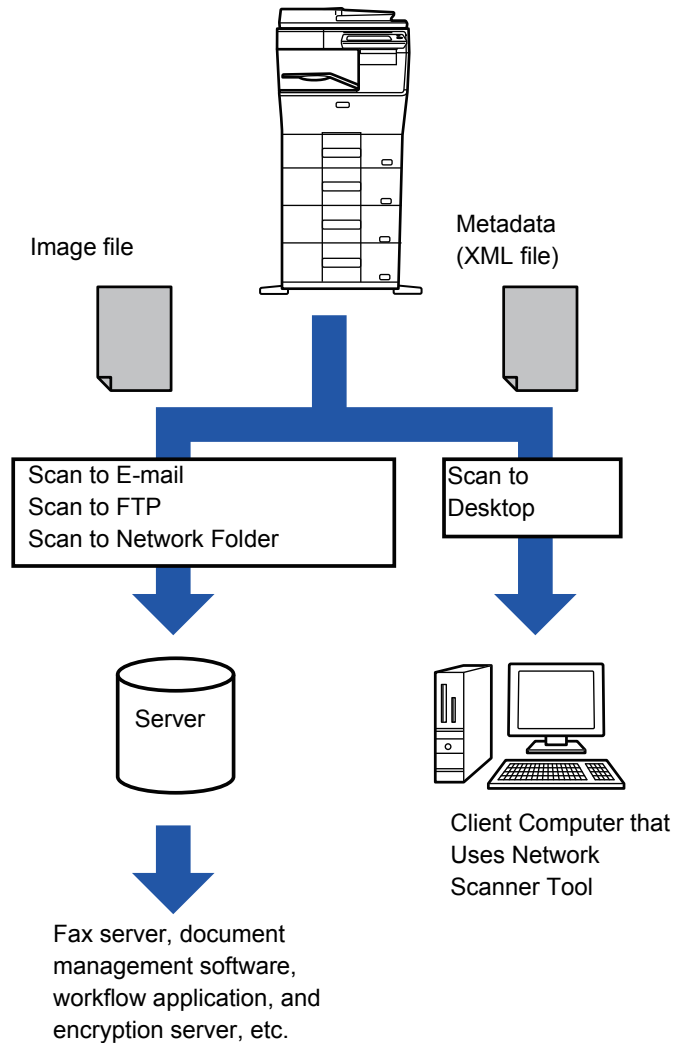 Image file
Metadata
(XML file)
Scan to E-mail
Scan to FTP
Scan to Network Folder
Scan to
Desktop
Server
Client Computer that
Uses Network
Scanner Tool
Fax server, document
management software,
workflow application, and
encryption server, etc.